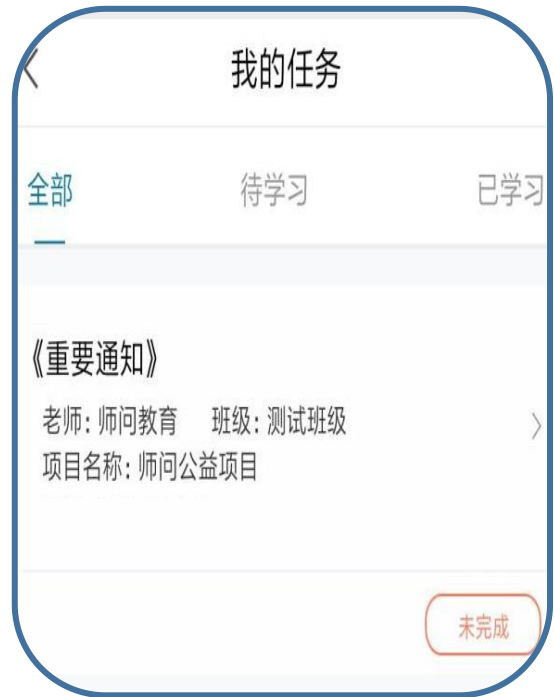 我的任务
全部 待学习 已学习
《重要通知》
老师: 师问教育 班级: 测试班级
项目名称: 师问公益项目
未完成